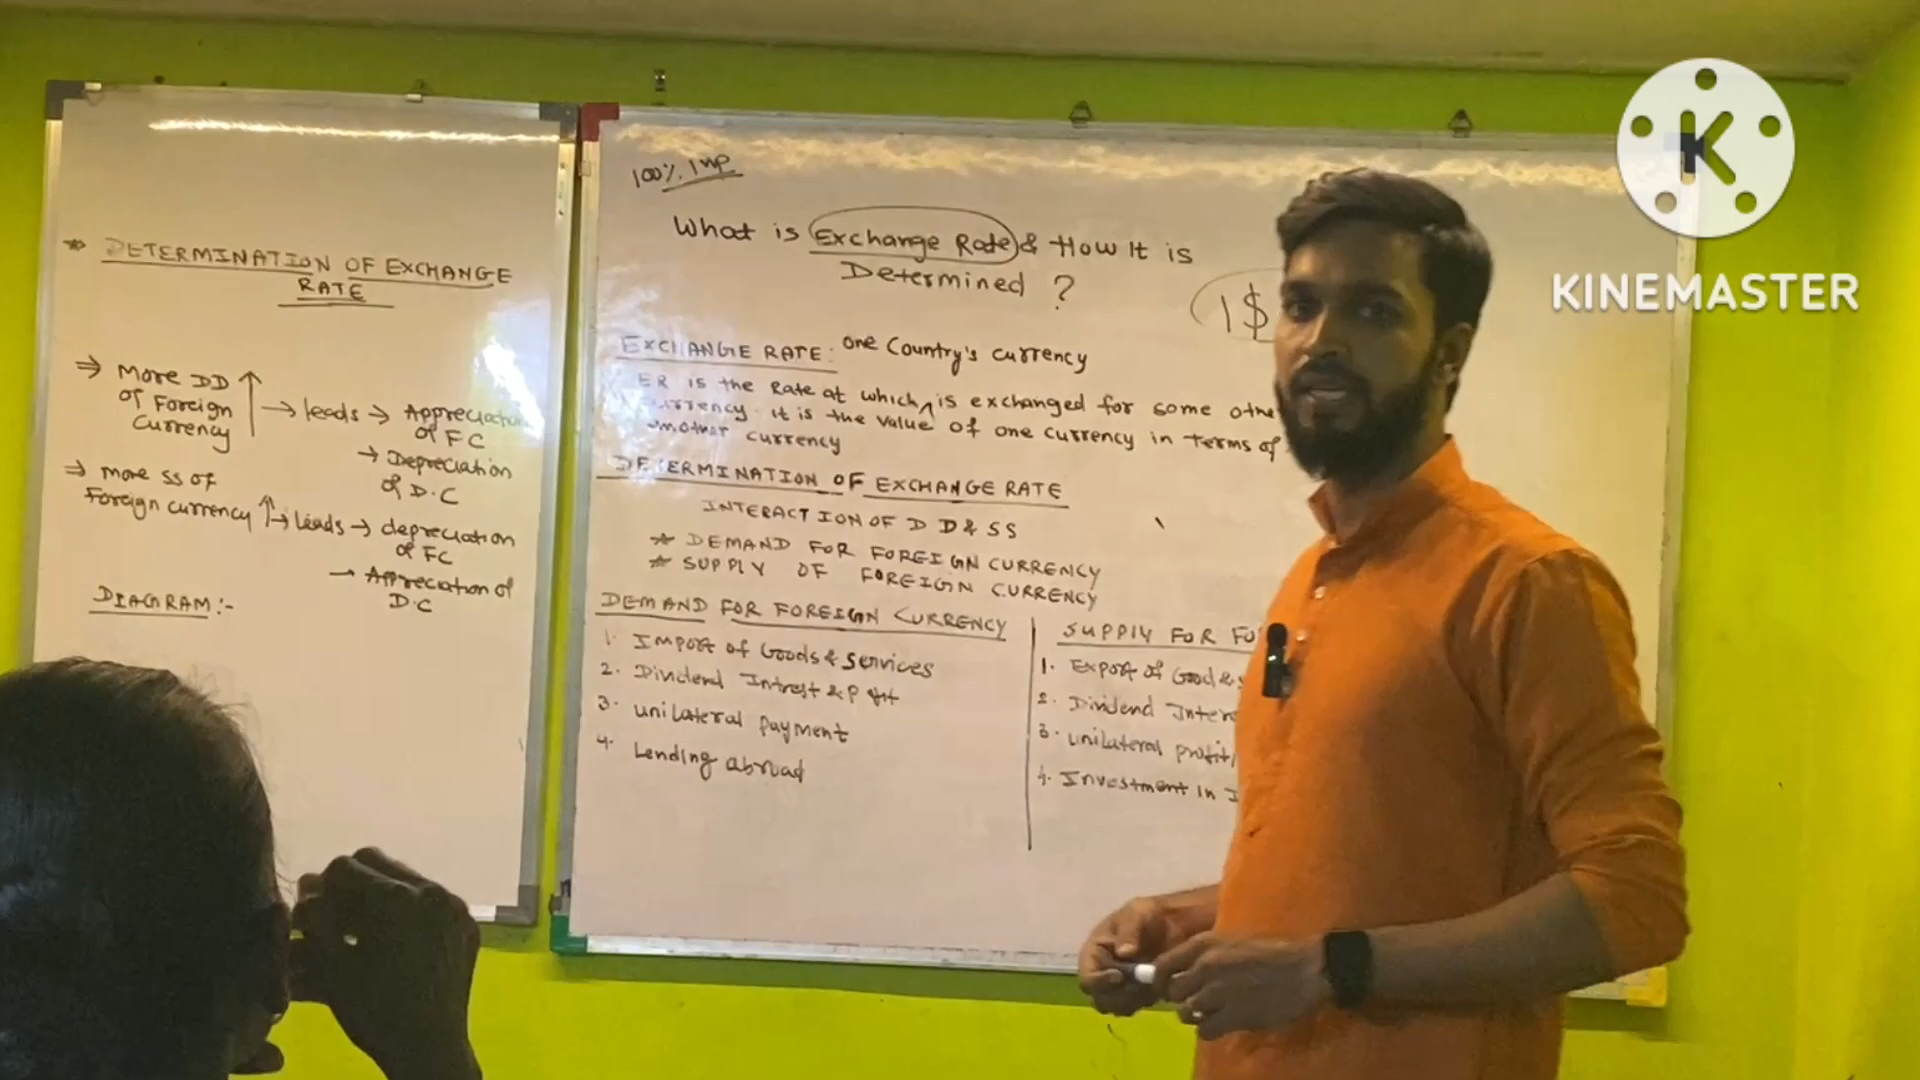 * DETERMINATION OF EXCHANGE
RATE
⇒ More DD ↑
of Foreign
Currency
→ leads → Appreciation
of FC
→ Depreciation
of D.C
⇒ more SS of
Foreign currency ↑
→ leads → depreciation
of FC
→ Appreciation of
D.C
DIAGRAM:-
100% Imp
What is Exchange Rate & How It is
Determined ?
1$
EXCHANGE RATE: one Country's currency
ER is the Rate at which ^ is exchanged for some othe
currency. It is the value of one currency in terms of
another currency
DETERMINATION OF EXCHANGE RATE
INTERACTION OF DD & SS
* DEMAND FOR FOREIGN CURRENCY
* SUPPLY OF FOREIGN CURRENCY
DEMAND FOR FOREIGN CURRENCY
1. Import of Goods & Services
2. Dividend Intrest & P
3. unilateral payment
4. Lending abroad
SUPPLY FOR FO
1. Export of Good &
2. Dividend Inter
3. unilateral profit/
4. Investment in I
K
KINEMASTER